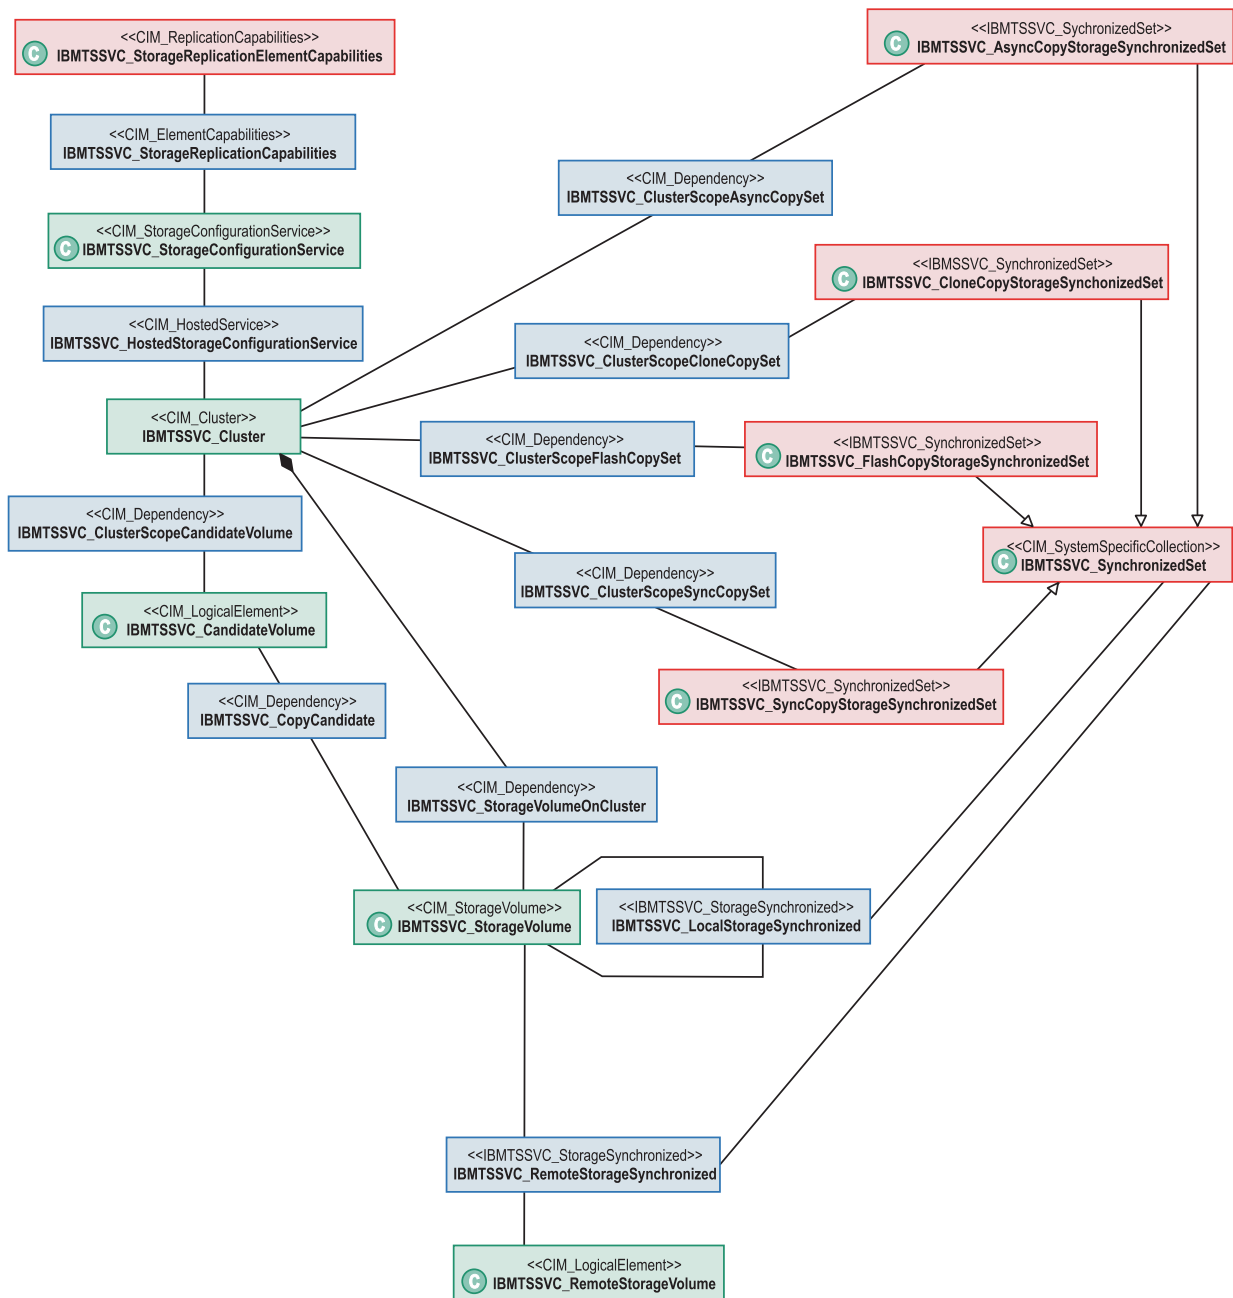 <<CIM_ReplicationCapabilities>>
C
IBMTSSVC_StorageReplicationElementCapabilities
<<IBMTSSVC_SychronizedSet>>
C
IBMTSSVC_AsyncCopyStorageSynchronizedSet
<<CIM_ElementCapabilities>>
IBMTSSVC_StorageReplicationCapabilities
<<CIM_Dependency>>
IBMTSSVC_ClusterScopeAsyncCopySet
<<CIM_StorageConfigurationService>>
C
IBMTSSVC_StorageConfigurationService
<<IBMSSVC_SynchronizedSet>>
C
IBMTSSVC_CloneCopyStorageSynchonizedSet
<<CIM_HostedService>>
IBMTSSVC_HostedStorageConfigurationService
<<CIM_Dependency>>
IBMTSSVC_ClusterScopeCloneCopySet
<<CIM_Cluster>>
IBMTSSVC_Cluster
<<CIM_Dependency>>
IBMTSSVC_ClusterScopeFlashCopySet
<<IBMTSSVC_SynchronizedSet>>
C
IBMTSSVC_FlashCopyStorageSynchronizedSet
<<CIM_Dependency>>
IBMTSSVC_ClusterScopeCandidateVolume
<<CIM_SystemSpecificCollection>>
C
IBMTSSVC_SynchronizedSet
<<CIM_Dependency>>
IBMTSSVC_ClusterScopeSyncCopySet
<<CIM_LogicalElement>>
C
IBMTSSVC_CandidateVolume
<<IBMTSSVC_SynchronizedSet>>
C
IBMTSSVC_SyncCopyStorageSynchronizedSet
<<CIM_Dependency>>
IBMTSSVC_CopyCandidate
<<CIM_Dependency>>
IBMTSSVC_StorageVolumeOnCluster
<<CIM_StorageVolume>>
C
IBMTSSVC_StorageVolume
<<IBMTSSVC_StorageSynchronized>>
IBMTSSVC_LocalStorageSynchronized
<<IBMTSSVC_StorageSynchronized>>
IBMTSSVC_RemoteStorageSynchronized
<<CIM_LogicalElement>>
C
IBMTSSVC_RemoteStorageVolume